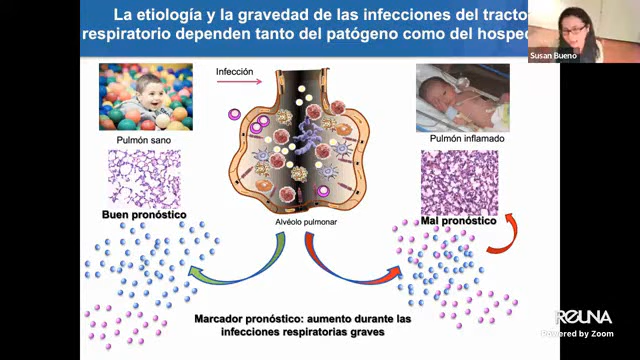 La etiología y la gravedad de las infecciones del tracto
respiratorio dependen tanto del patógeno como del hospe
Susan Bueno
Infección
Pulmón sano
Pulmón inflamado
Buen pronóstico
Alvéolo pulmonar
Mal pronóstico
Marcador pronóstico: aumento durante las
infecciones respiratorias graves
REUNA
Powered by Zoom